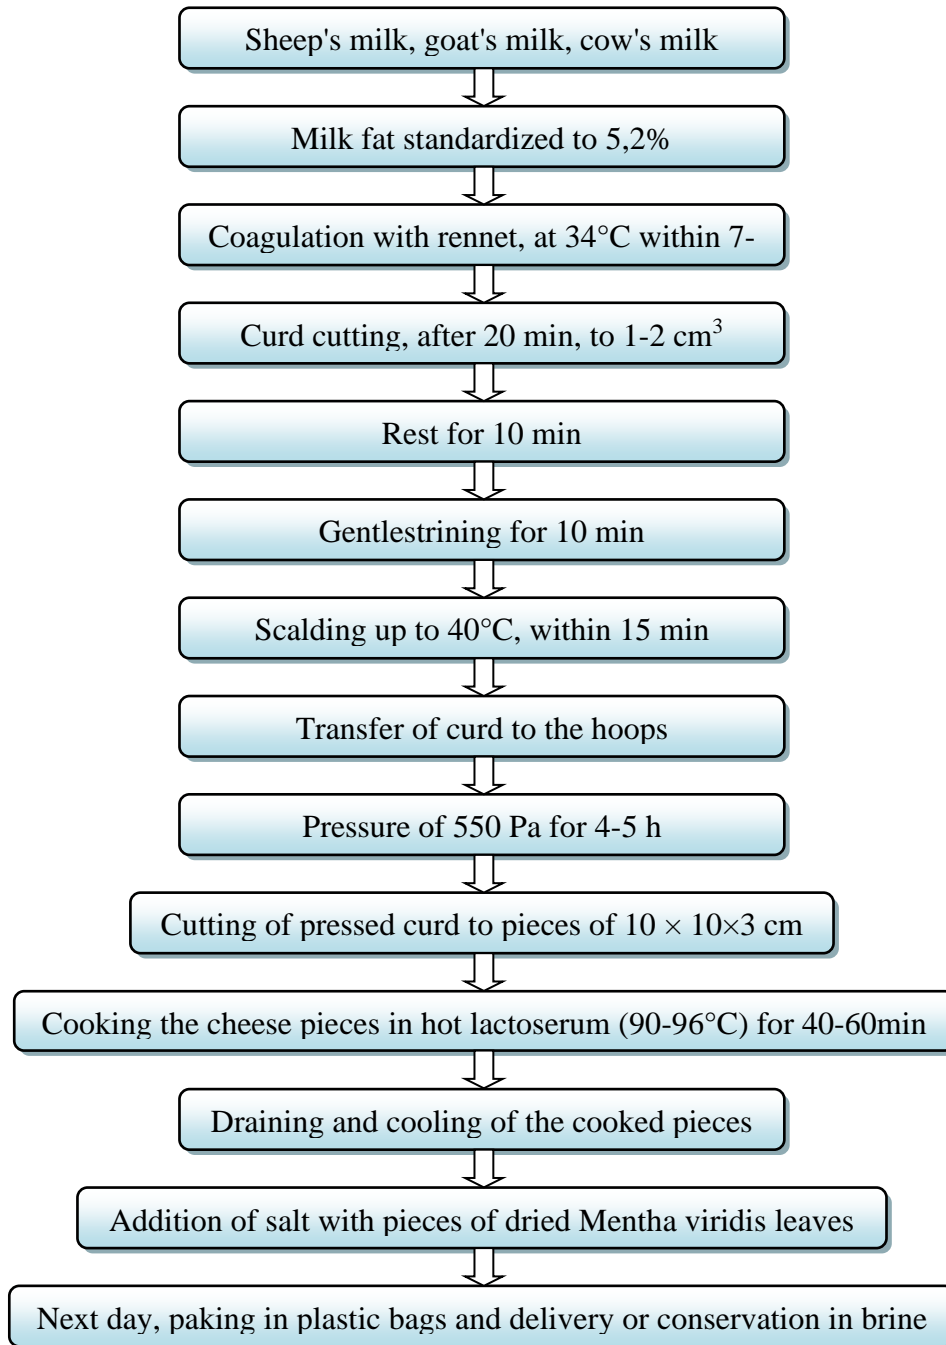 Sheep's milk, goat's milk, cow's milk
Milk fat standardized to 5,2%
Coagulation with rennet, at 34°C within 7-
Curd cutting, after 20 min, to 1-2 cm³
Rest for 10 min
Gentlestrining for 10 min
Scalding up to 40°C, within 15 min
Transfer of curd to the hoops
Pressure of 550 Pa for 4-5 h
Cutting of pressed curd to pieces of 10 × 10×3 cm
Cooking the cheese pieces in hot lactoserum (90-96°C) for 40-60min
Draining and cooling of the cooked pieces
Addition of salt with pieces of dried Mentha viridis leaves
Next day, paking in plastic bags and delivery or conservation in brine